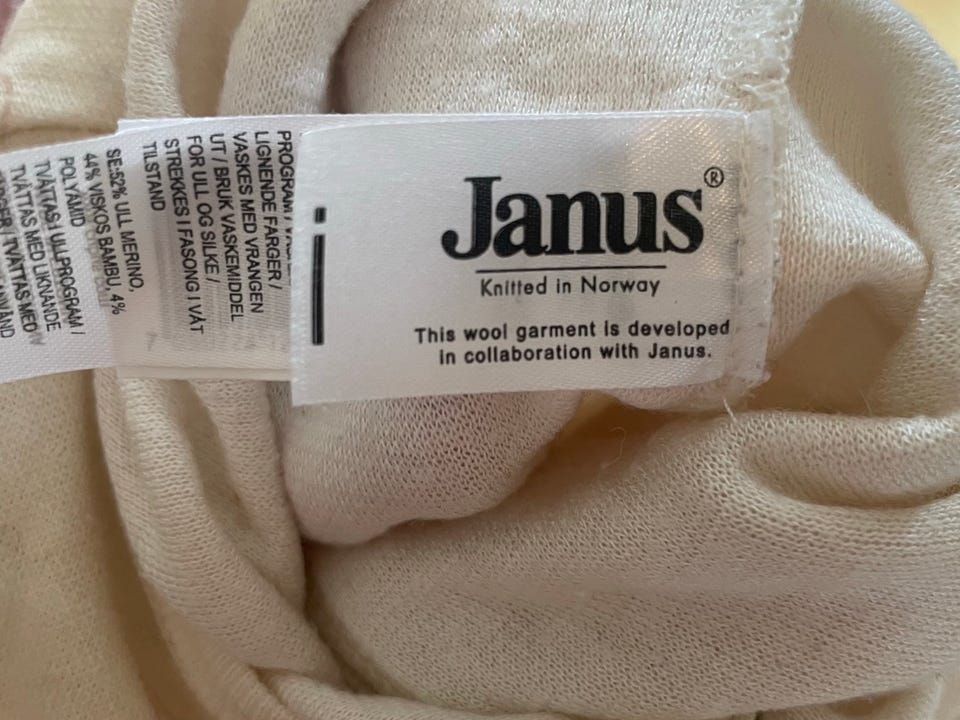 Janus®
Knitted in Norway
This wool garment is developed
in collaboration with Janus.
LIGNENDE FARGER /
VASKES MED VRANGEN
UT / BRUK VASKEMIDDEL
FOR ULL OG SILKE /
STREKKES I FASONG I VÅT
TILSTAND
SE:52% ULL MERINO,
44% VISKOS BAMBU, 4%
POLYAMID
TVÄTTAS I ULLPROGRAM /
TVÄTTAS MED LIKNANDE
TVÄTTAS MED